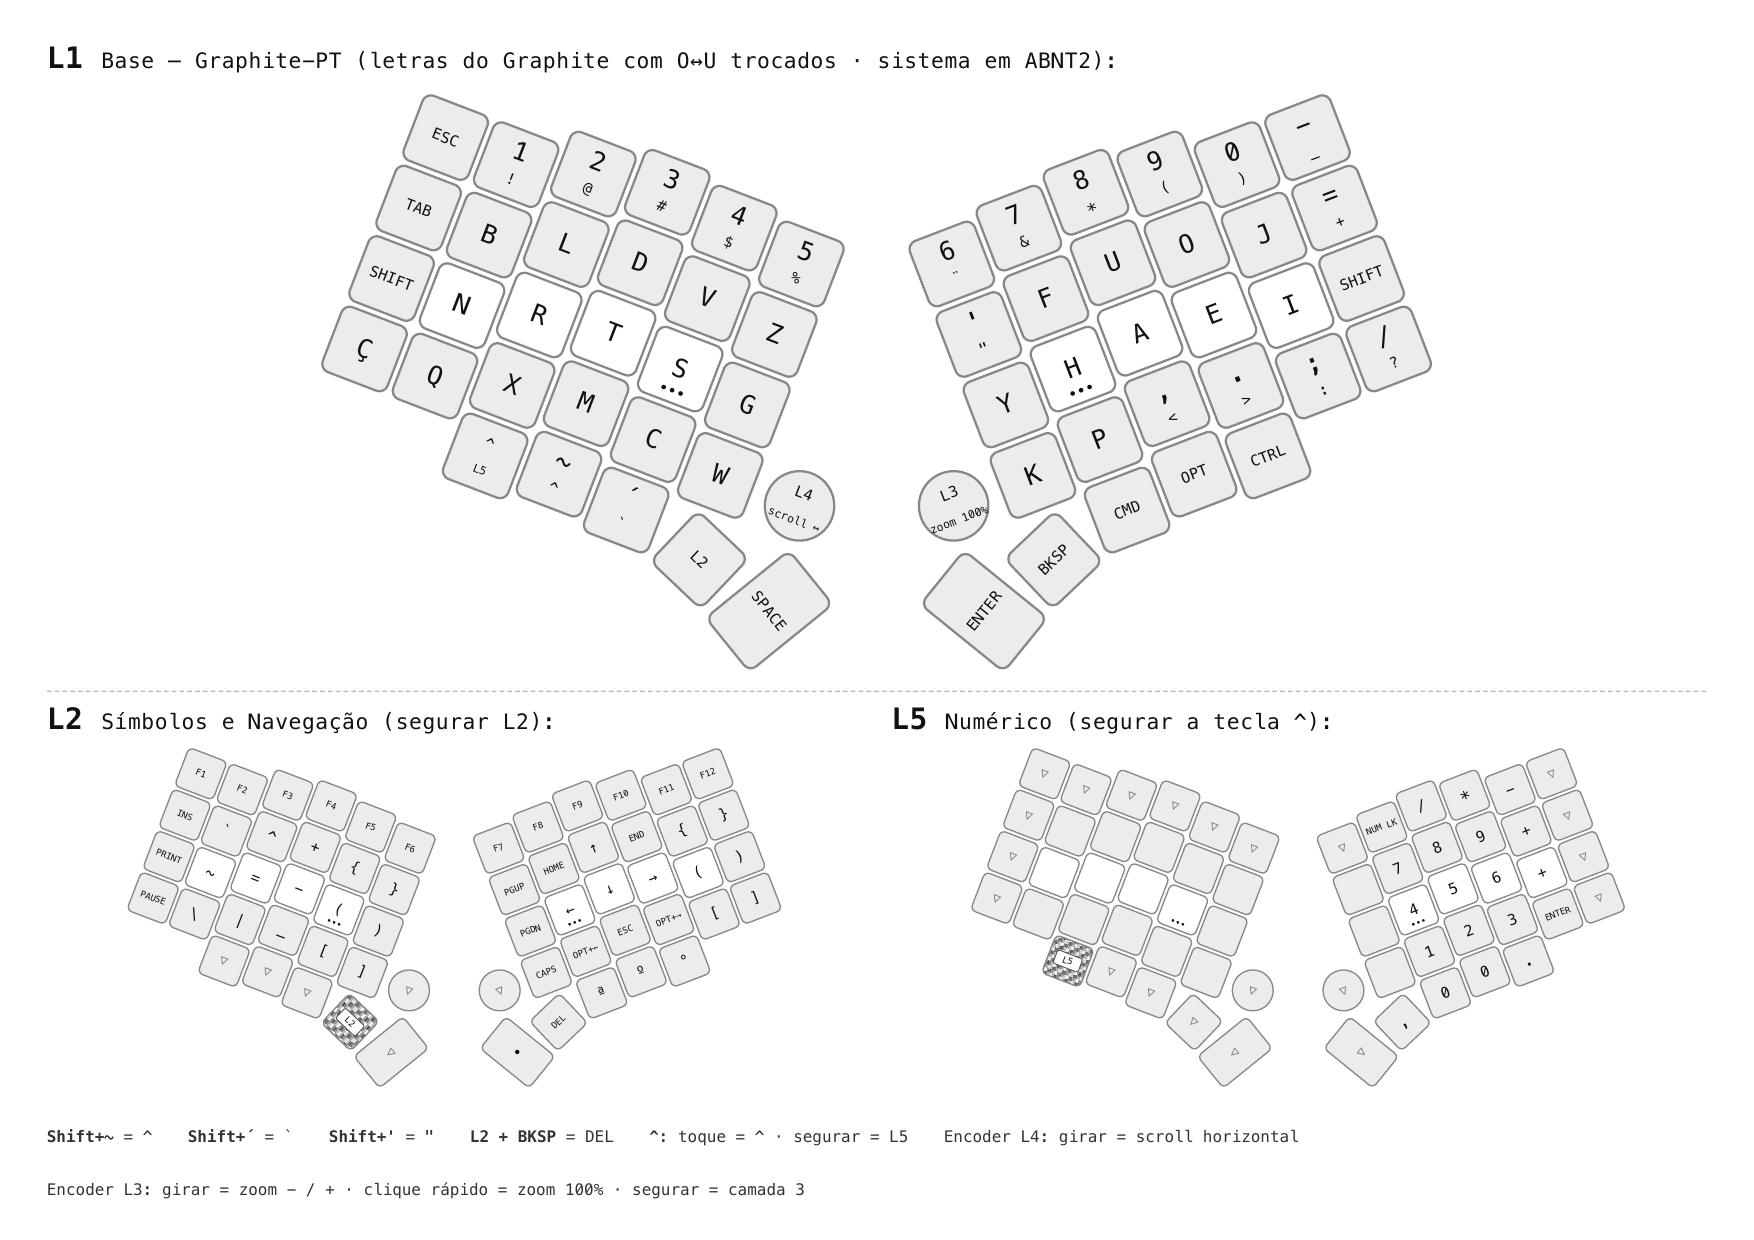 L1 Base – Graphite-PT (letras do Graphite com O↔U trocados · sistema em ABNT2):
ESC 1 ! 2 @ 3 # 4 $ 5 %
6 ¨ 7 & 8 * 9 ( 0 ) – _
TAB B L D V Z
' " F U O J = +
SHIFT N R T S ••• G
Y H ••• A E I SHIFT
Ç Q X M C W
K P , < . > ; : / ?
^ L5 ~ ^ ´ ` L2 SPACE
L4 scroll ↔
L3 zoom 100%
ENTER BKSP CMD OPT CTRL
L2 Símbolos e Navegação (segurar L2):
F1 F2 F3 F4 F5 F6
F7 F8 F9 F10 F11 F12
INS ` ^ + { }
PGUP HOME ↑ END { }
PRINT ~ = – ( ••• )
PGDN ← ••• ↓ → ( )
PAUSE \ | _ [ ]
CAPS OPT+← ESC OPT+→ [ ]
▽ ▽ ▽ L2 △ ▽
▽ • DEL ª º °
L5 Numérico (segurar a tecla ^):
▽ ▽ ▽ ▽ ▽ ▽
▽ NUM LK / * – ▽
▽
7 8 9 + ▽
▽ •••
4 ••• 5 6 + ▽
▽
1 2 3 ENTER ▽
L5 ▽ ▽ ▽ △ ▽
▽ △ , 0 0 .
Shift+~ = ^ Shift+´ = ` Shift+' = " L2 + BKSP = DEL ^: toque = ^ · segurar = L5 Encoder L4: girar = scroll horizontal
Encoder L3: girar = zoom – / + · clique rápido = zoom 100% · segurar = camada 3